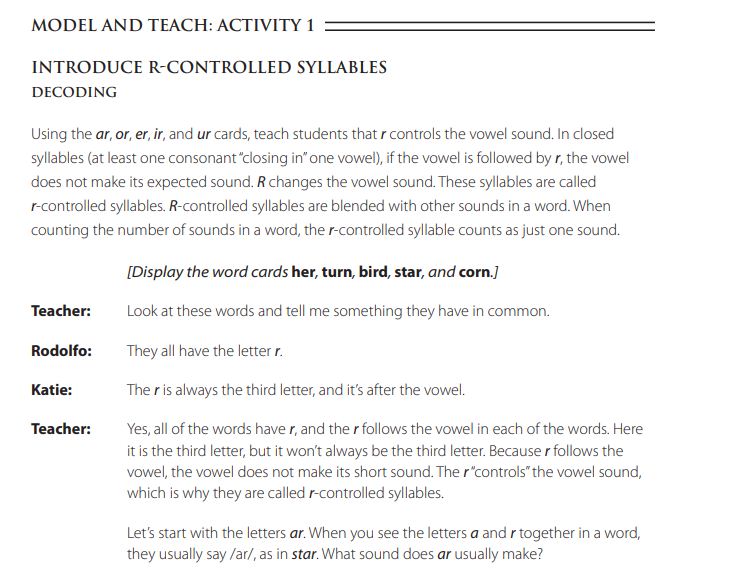 MODEL AND TEACH: ACTIVITY 1
INTRODUCE R-CONTROLLED SYLLABLES
DECODING
Using the ar, or, er, ir, and ur cards, teach students that r controls the vowel sound. In closed
syllables (at least one consonant “closing in” one vowel), if the vowel is followed by r, the vowel
does not make its expected sound. R changes the vowel sound. These syllables are called
r-controlled syllables. R-controlled syllables are blended with other sounds in a word. When
counting the number of sounds in a word, the r-controlled syllable counts as just one sound.
[Display the word cards her, turn, bird, star, and corn.]
Teacher: Look at these words and tell me something they have in common.
Rodolfo: They all have the letter r.
Katie: The r is always the third letter, and it’s after the vowel.
Teacher: Yes, all of the words have r, and the r follows the vowel in each of the words. Here
it is the third letter, but it won’t always be the third letter. Because r follows the
vowel, the vowel does not make its short sound. The r “controls” the vowel sound,
which is why they are called r-controlled syllables.
Let’s start with the letters ar. When you see the letters a and r together in a word,
they usually say /ar/, as in star. What sound does ar usually make?